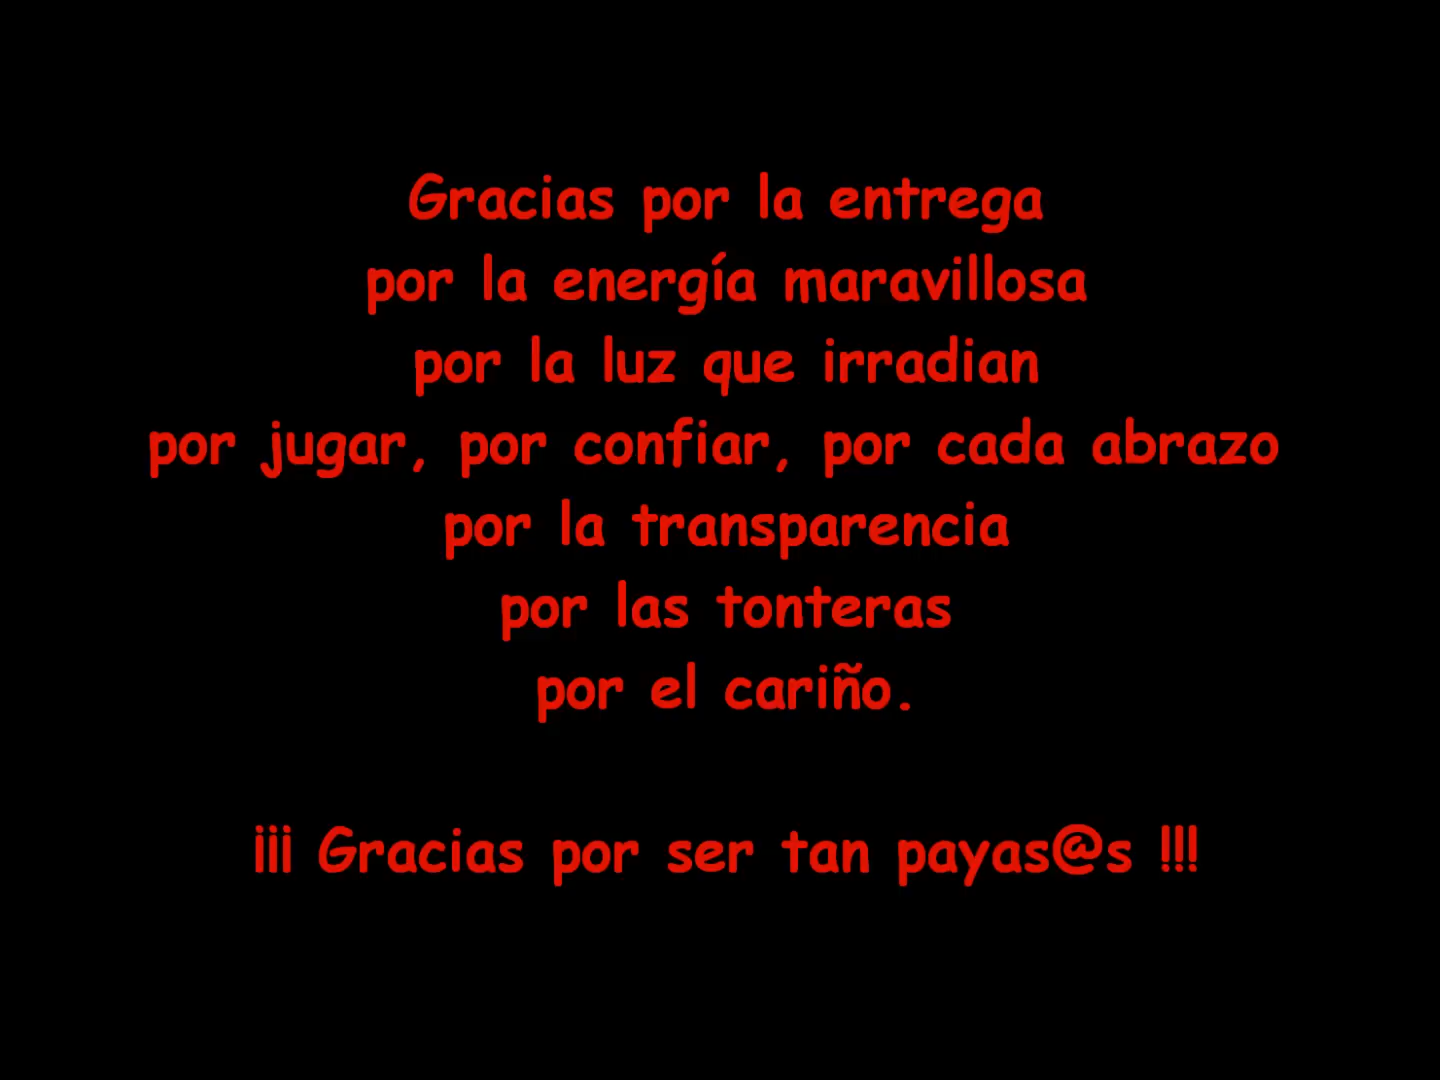 Gracias por la entrega
por la energía maravillosa
por la luz que irradian
por jugar, por confiar, por cada abrazo
por la transparencia
por las tonteras
por el cariño.
¡¡¡ Gracias por ser tan payas@s !!!